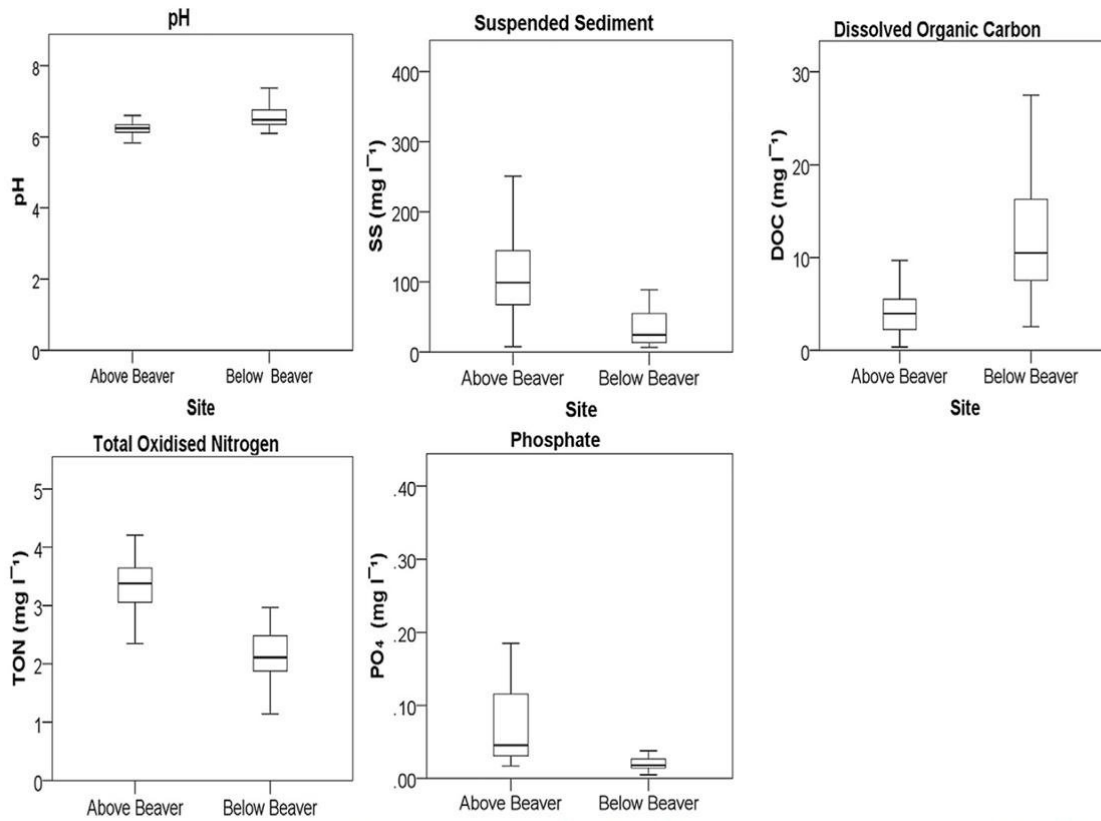 pH
8
6
4
2
0
pH
Above Beaver
Below Beaver
Site
Suspended Sediment
400
300
200
100
0
SS (mg l⁻¹)
Above Beaver
Below Beaver
Site
Dissolved Organic Carbon
30
20
10
0
DOC (mg l⁻¹)
Above Beaver
Below Beaver
Site
Total Oxidised Nitrogen
5
4
3
2
1
0
TON (mg l⁻¹)
Above Beaver
Below Beaver
Phosphate
.40
.30
.20
.10
.00
PO₄ (mg l⁻¹)
Above Beaver
Below Beaver